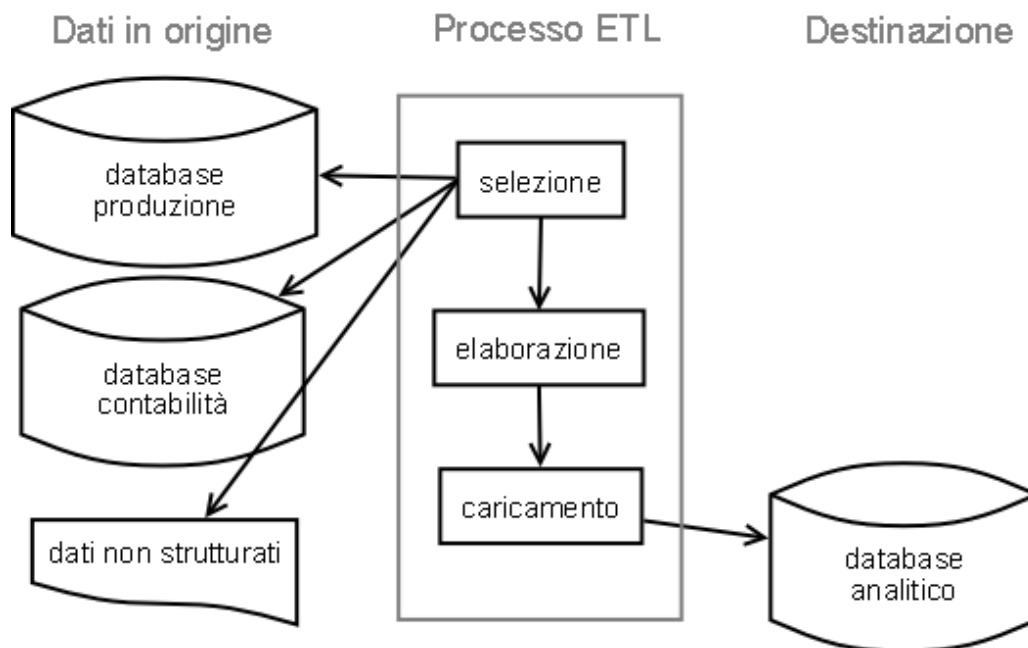 Dati in origine
Processo ETL
Destinazione
database
produzione
selezione
database
contabilità
elaborazione
dati non strutturati
caricamento
database
analitico